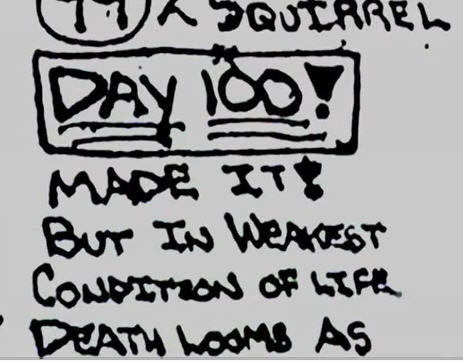 SQUIRREL
DAY 100!
MADE IT!
BUT IN WEAKEST
CONDITION OF LIFE
DEATH LOOMS AS